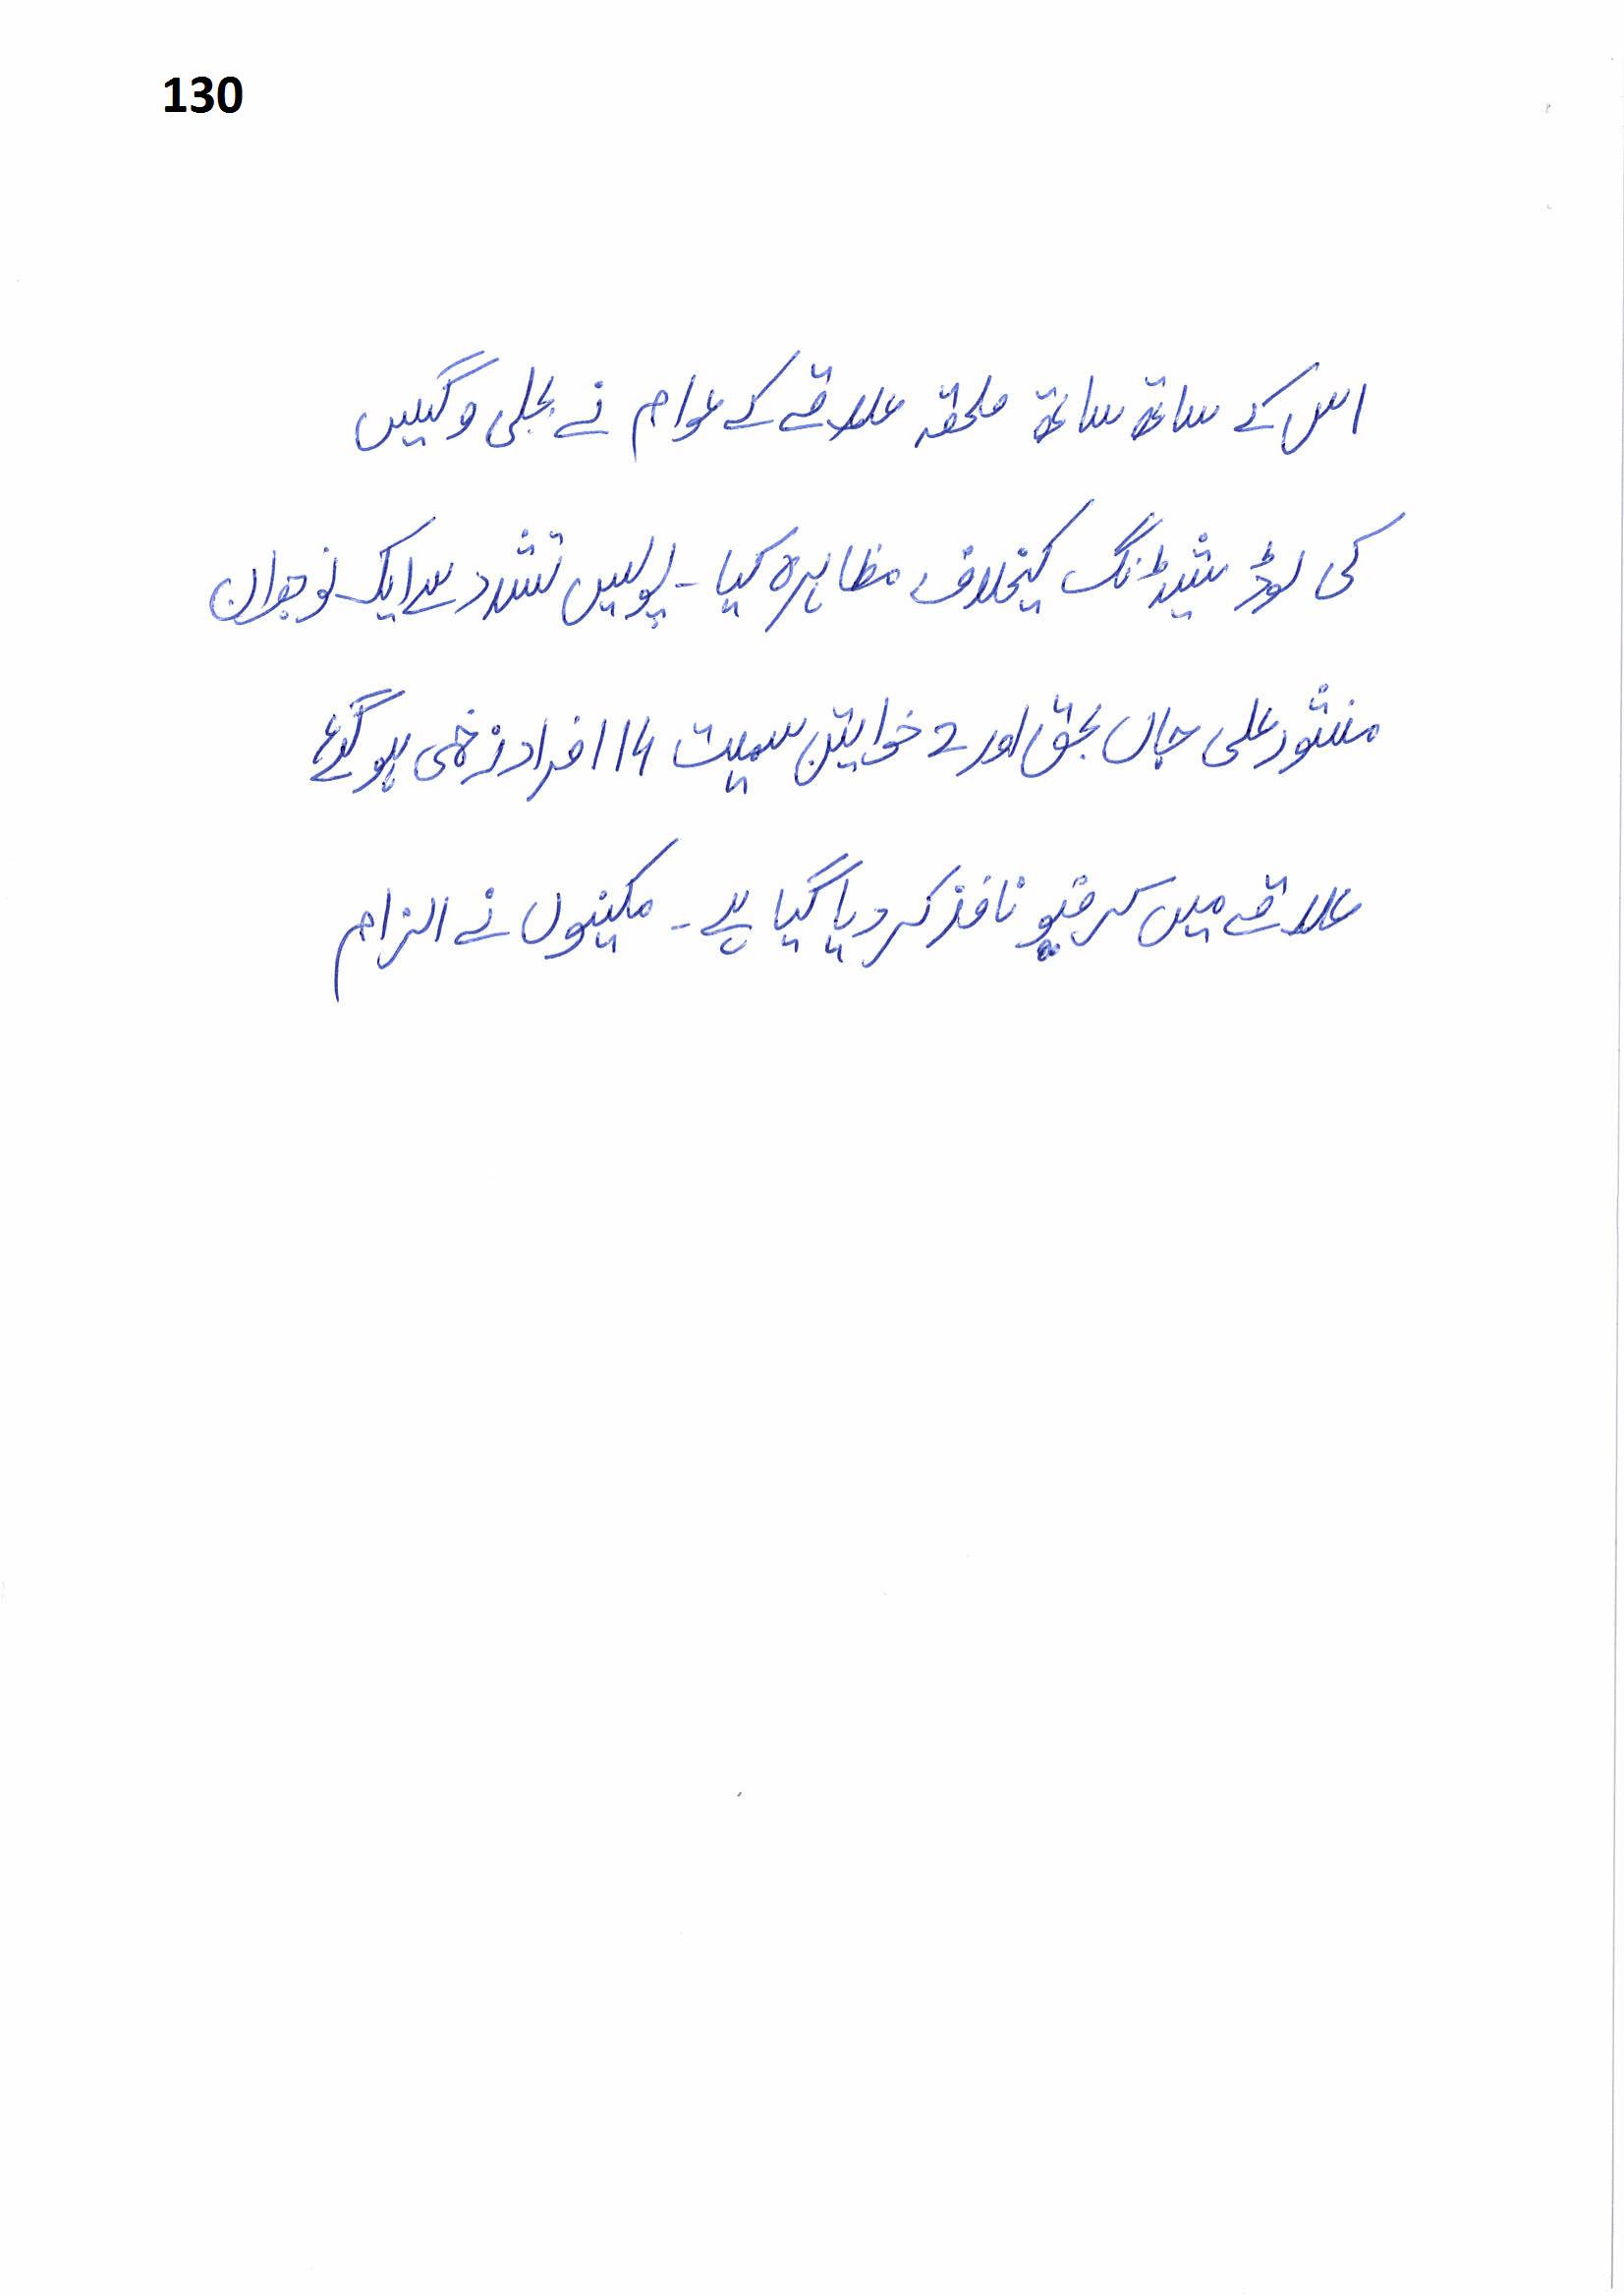 130
اس کے ساتھ ساتھ ملحقہ علاقے کے عوام نے بجلی و گیس
کی لوڈ شیڈنگ کیخلاف مظاہرہ کیا ۔ پولیس تشدد سے ایک نوجوان
منشور علی جاں بحق اور 2 خواتین سمیت 14 افراد زخمی ہو گئے
علاقے میں کرفیو نافذ کر دیا گیا ہے ۔ مکینوں نے الزام